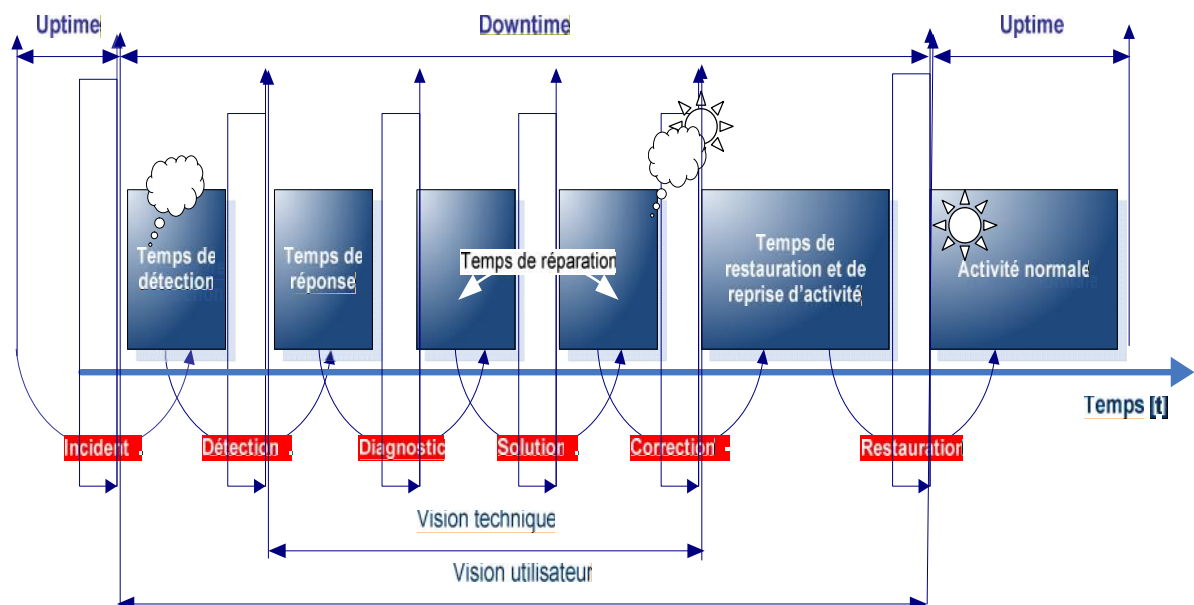 Uptime
Downtime
Uptime
Temps de
détection
Temps de
réponse
Temps de réparation
Temps de
restauration et de
reprise d'activité
Activité normale
Temps [t]
Incident
Détection
Diagnostic
Solution
Correction
Restauration
Vision technique
Vision utilisateur